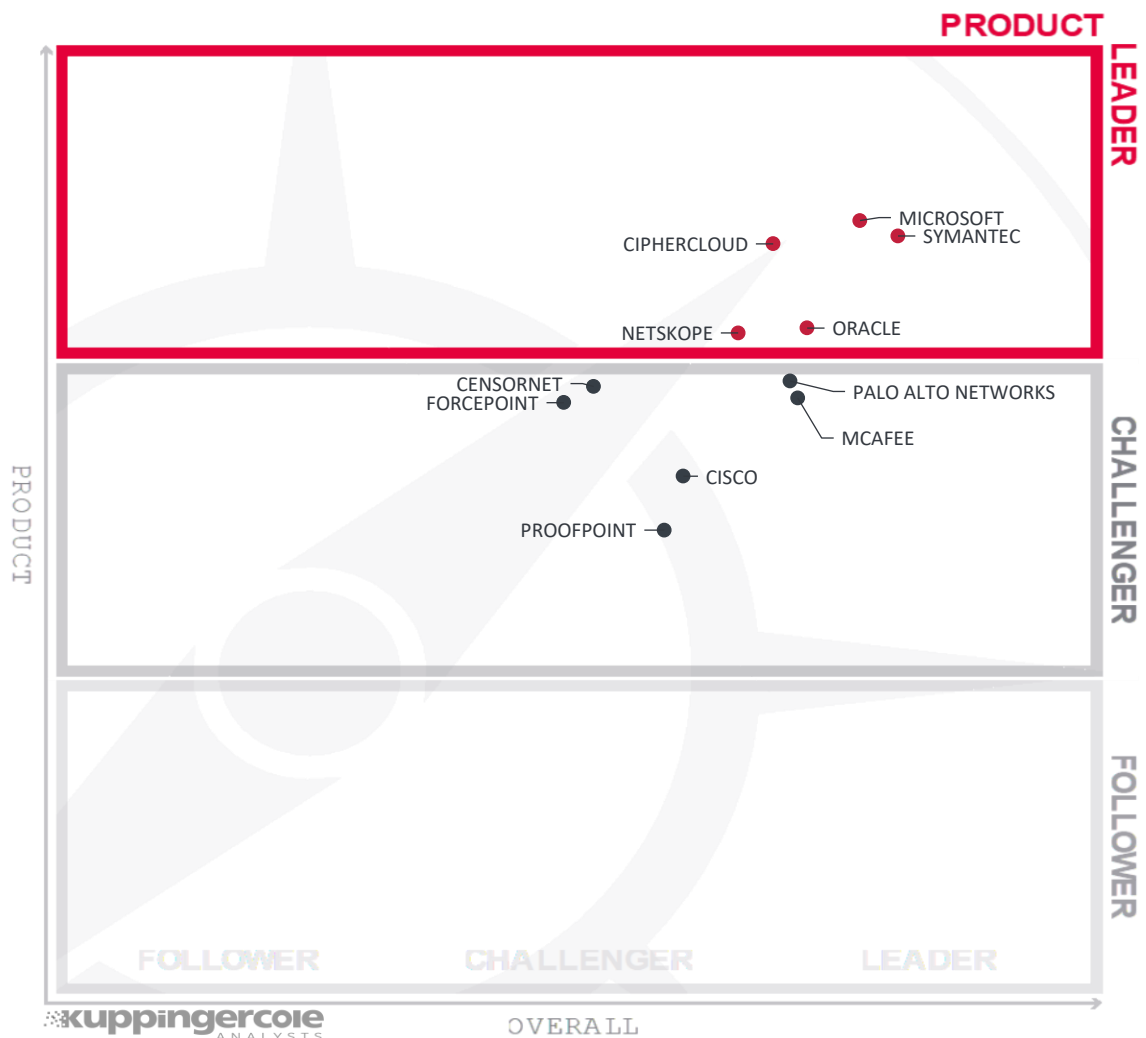 PRODUCT
LEADER
MICROSOFT
SYMANTEC
CIPHERCLOUD
ORACLE
NETSKOPE
CENSORNET
PALO ALTO NETWORKS
FORCEPOINT
MCAFEE
CHALLENGER
CISCO
PRODUCT
PROOFPOINT
FOLLOWER
FOLLOWER CHALLENGER LEADER
kuppingercole
ANALYSTS
OVERALL